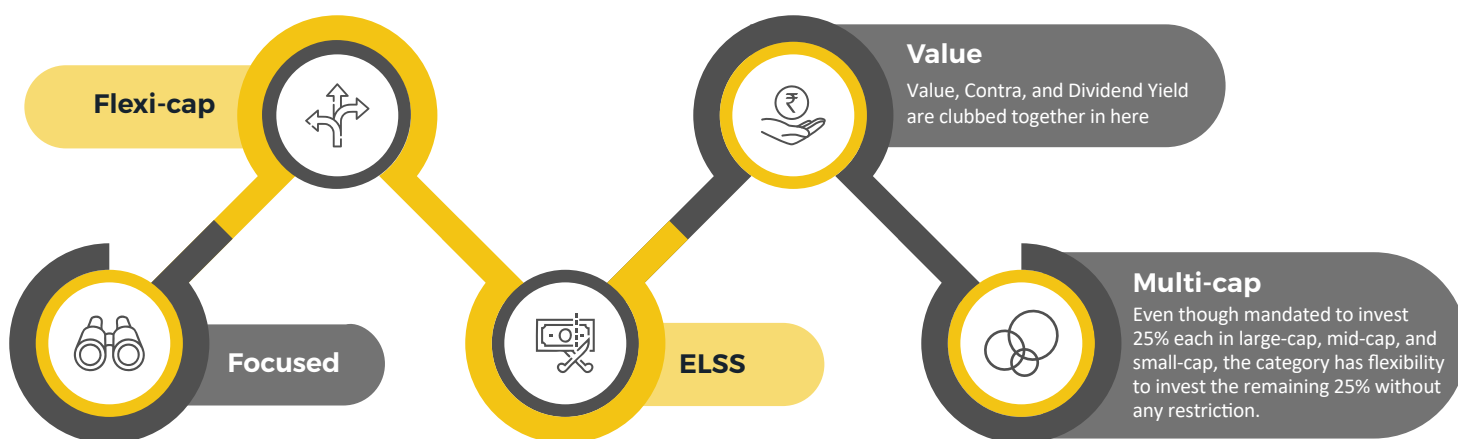 Flexi-cap
Focused
ELSS
Value
Value, Contra, and Dividend Yield
are clubbed together in here
₹
Multi-cap
Even though mandated to invest
25% each in large-cap, mid-cap, and
small-cap, the category has flexibility
to invest the remaining 25% without
any restriction.